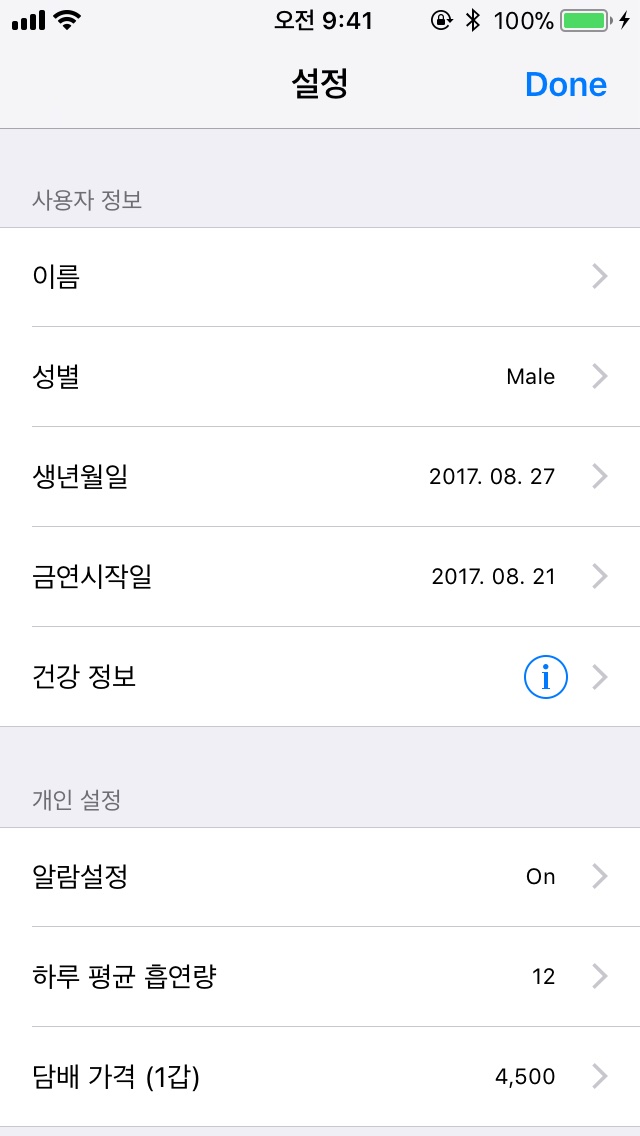 오전 9:41 100%
설정 Done
사용자 정보
이름
성별 Male
생년월일 2017. 08. 27
금연시작일 2017. 08. 21
건강 정보 i
개인 설정
알람설정 On
하루 평균 흡연량 12
담배 가격 (1갑) 4,500